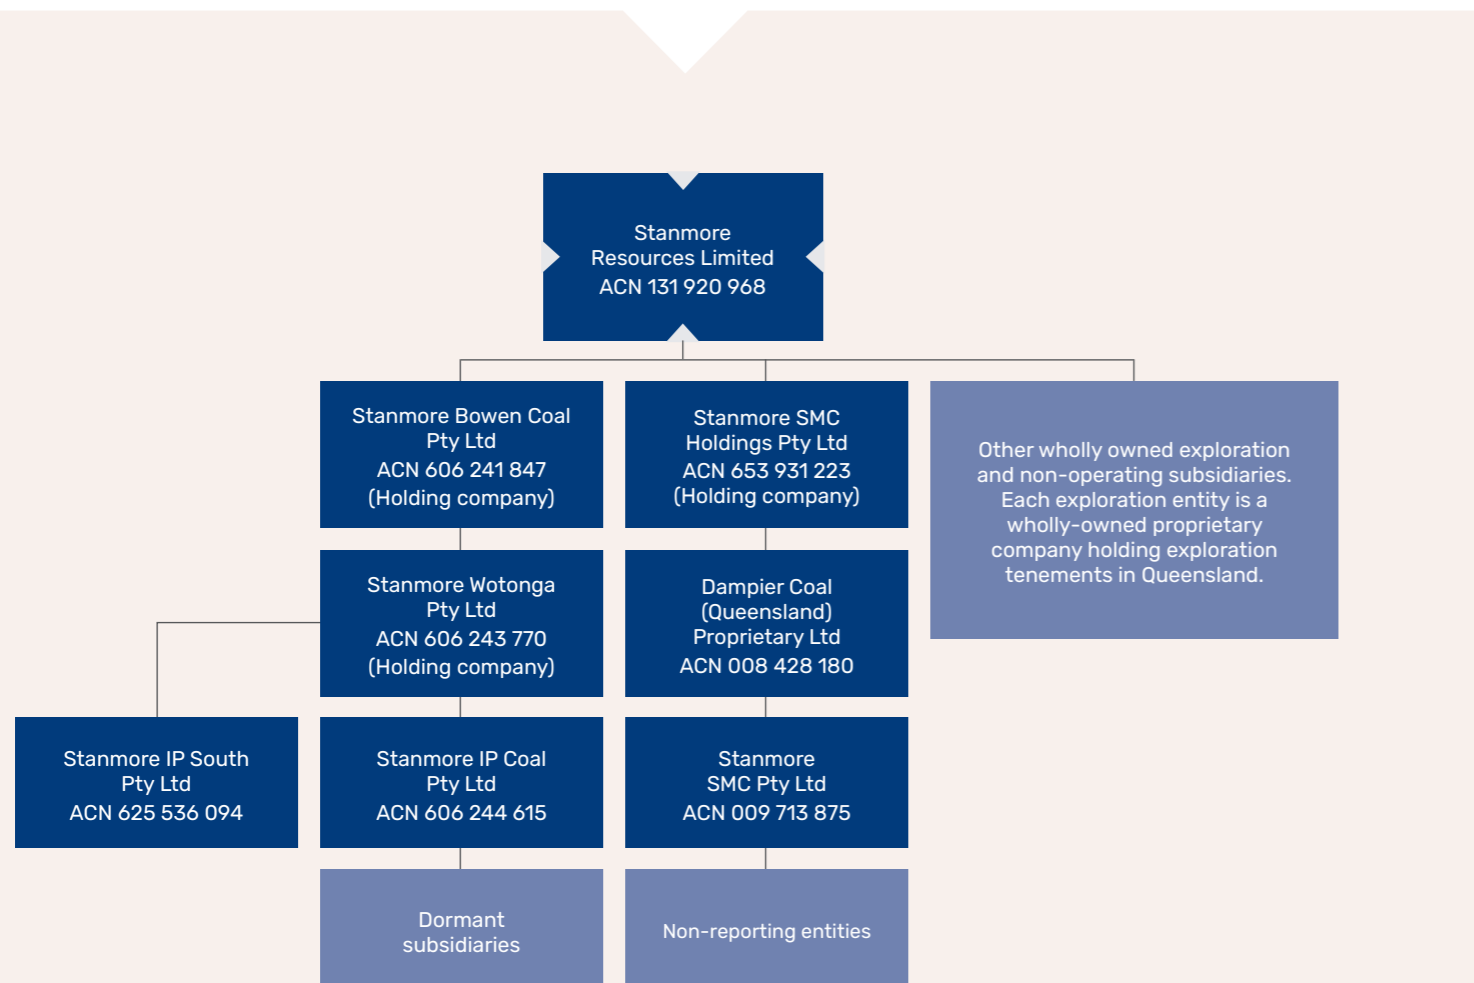 Stanmore
Resources Limited
ACN 131 920 968
Stanmore Bowen Coal
Pty Ltd
ACN 606 241 847
(Holding company)
Stanmore SMC
Holdings Pty Ltd
ACN 653 931 223
(Holding company)
Other wholly owned exploration
and non-operating subsidiaries.
Each exploration entity is a
wholly-owned proprietary
company holding exploration
tenements in Queensland.
Stanmore Wotonga
Pty Ltd
ACN 606 243 770
(Holding company)
Dampier Coal
(Queensland)
Proprietary Ltd
ACN 008 428 180
Stanmore IP South
Pty Ltd
ACN 625 536 094
Stanmore IP Coal
Pty Ltd
ACN 606 244 615
Stanmore
SMC Pty Ltd
ACN 009 713 875
Dormant
subsidiaries
Non-reporting entities